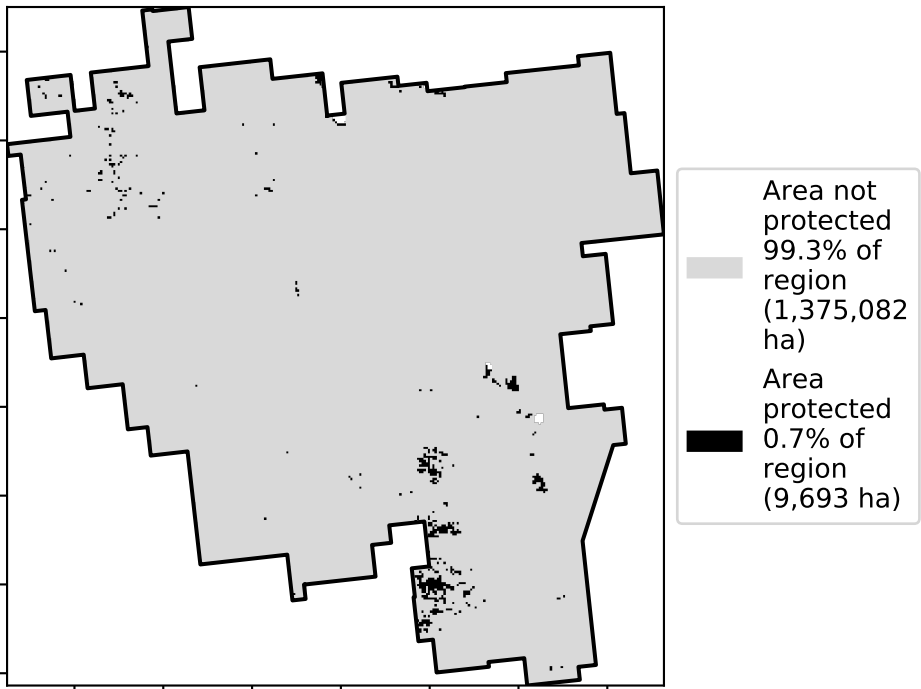 Area not
protected
99.3% of
region
(1,375,082
ha)
Area
protected
0.7% of
region
(9,693 ha)